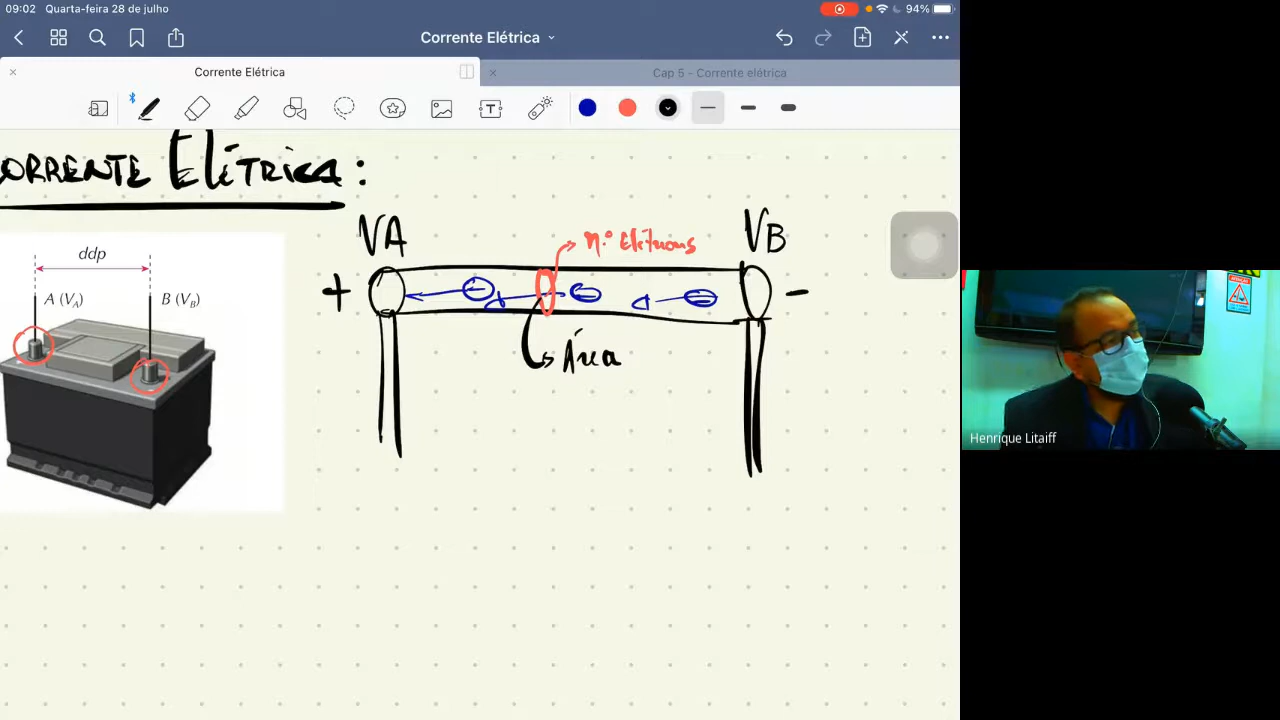 09:02 Quarta-feira 28 de julho
94%
Corrente Elétrica
Corrente Elétrica
Cap 5 - Corrente elétrica
ORRENTE ElÉTRICA:
ddp
A (VA)
B (VB)
VA
+
n.º Elétrons
VB
-
Área
Henrique Litaiff